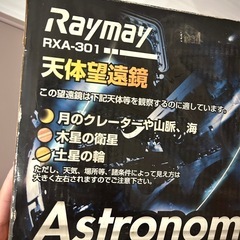 Raymay
RXA-301
天体望遠鏡
この望遠鏡は下記天体等を観察するのに適しています。
月のクレーターや山脈、海
木星の衛星
土星の輪
ただし、天気、場所等、諸条件によって見え方は
大きく左右されますのでご注意下さい。
Astronom